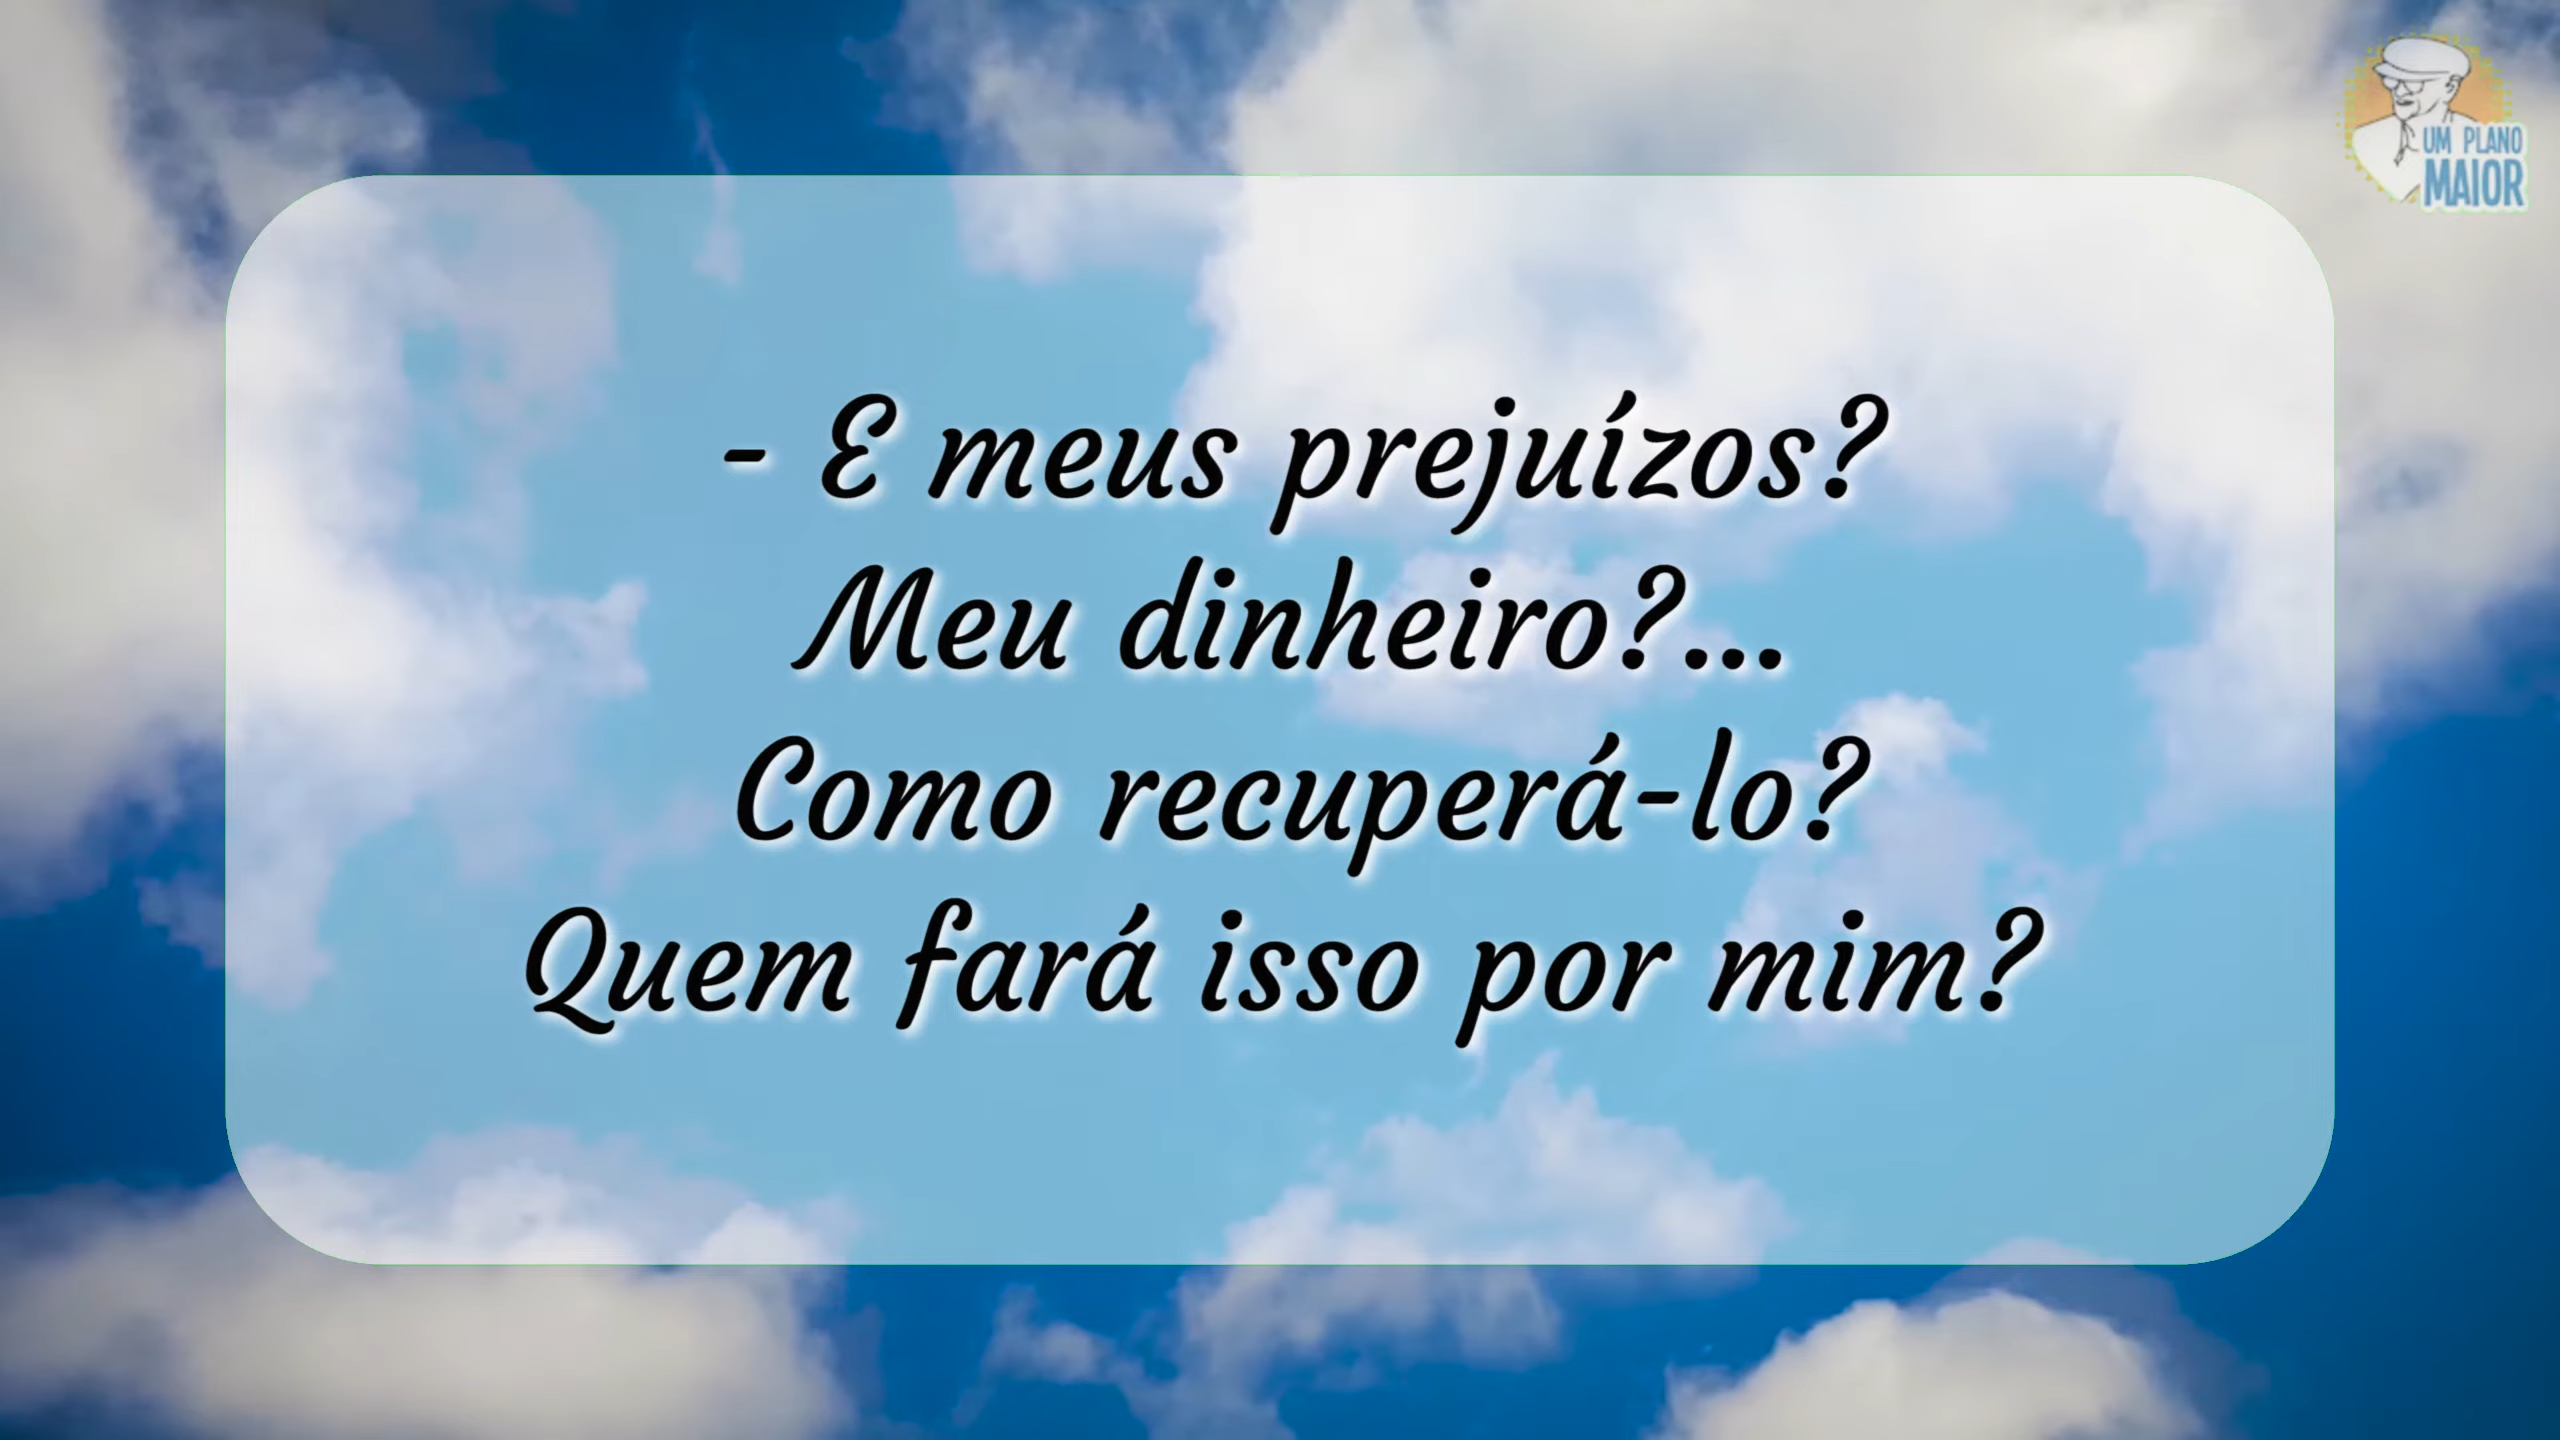 UM PLANO
MAIOR
- E meus prejuízos?
Meu dinheiro?...
Como recuperá-lo?
Quem fará isso por mim?